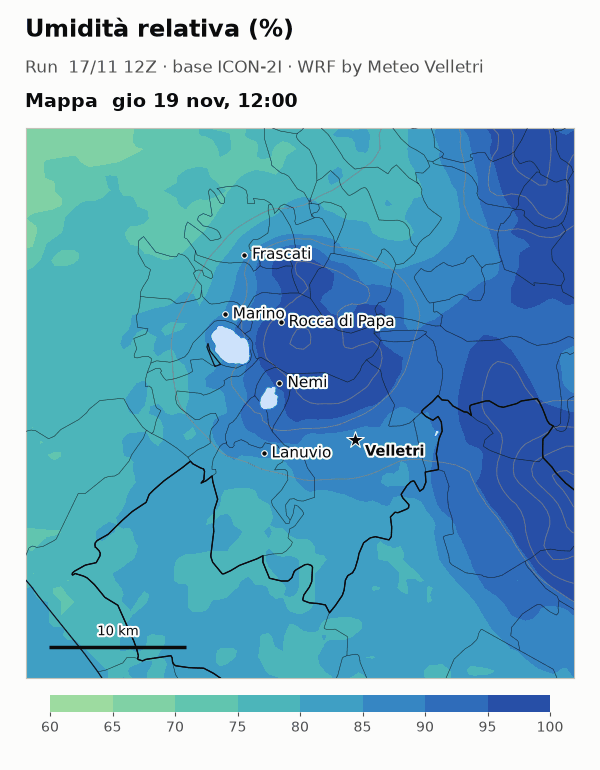 Umidità relativa (%)
Run  17/11 12Z · base ICON-2I · WRF by Meteo Velletri
Mappa  gio 19 nov, 12:00
Frascati
Marino
Rocca di Papa
Nemi
Velletri
Lanuvio
10 km
60 65 70 75 80 85 90 95 100